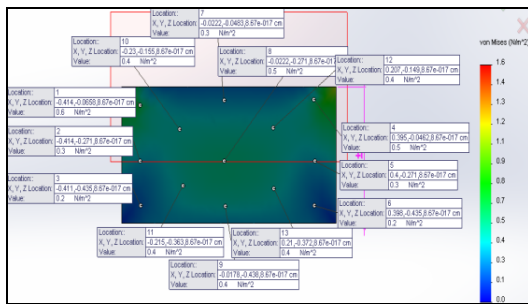 Location: 7
X, Y, Z Location: -0.0222,-0.0463,8.67e-017 cm
Value: 0.3 N/m^2
Location: 10
X, Y, Z Location: -0.23,-0.155,8.67e-017 cm
Value: 0.4 N/m^2
Location: 8
X, Y, Z Location: -0.0222,-0.271,8.67e-017 cm
Value: 0.5 N/m^2
Location: 12
X, Y, Z Location: 0.207,-0.149,8.67e-017 cm
Value: 0.4 N/m^2
Location: 1
X, Y, Z Location: -0.414,-0.0658,8.67e-017 cm
Value: 0.6 N/m^2
Location: 2
X, Y, Z Location: -0.414,-0.271,8.67e-017 cm
Value: 0.3 N/m^2
Location: 3
X, Y, Z Location: -0.411,-0.435,8.67e-017 cm
Value: 0.2 N/m^2
Location: 4
X, Y, Z Location: 0.395,-0.0462,8.67e-017 cm
Value: 0.5 N/m^2
Location: 5
X, Y, Z Location: 0.4,-0.271,8.67e-017 cm
Value: 0.3 N/m^2
Location: 6
X, Y, Z Location: 0.398,-0.435,8.67e-017 cm
Value: 0.2 N/m^2
Location: 11
X, Y, Z Location: -0.215,-0.363,8.67e-017 cm
Value: 0.4 N/m^2
Location: 13
X, Y, Z Location: 0.21,-0.372,8.67e-017 cm
Value: 0.4 N/m^2
Location: 9
X, Y, Z Location: -0.0178,-0.438,8.67e-017 cm
Value: 0.4 N/m^2
von Mises (N/m^2)
1.6
1.5
1.3
1.2
1.1
0.9
0.8
0.7
0.5
0.4
0.3
0.1
0.0